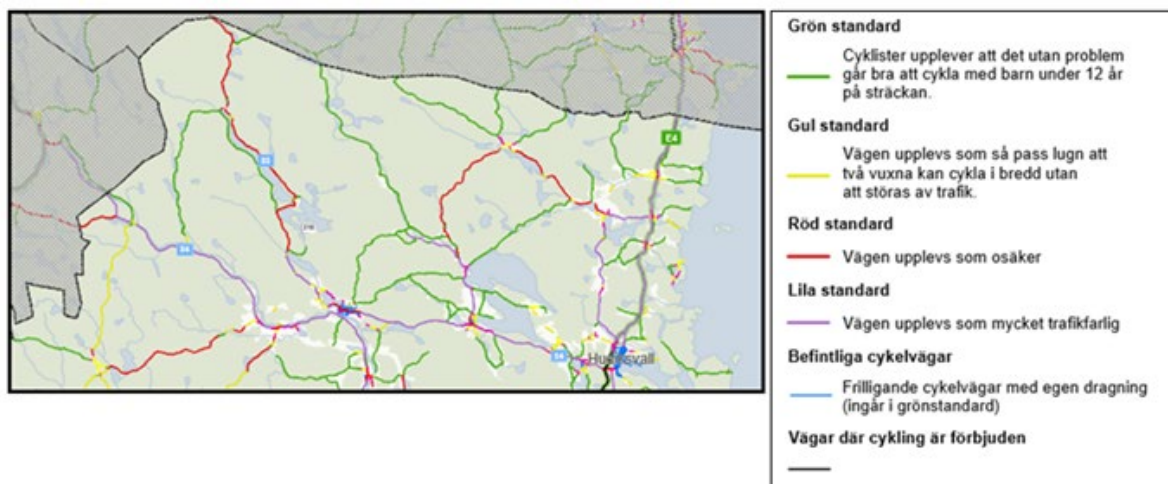 E4
83
84
84
Hudiksvall
Grön standard
Cyklister upplever att det utan problem
går bra att cykla med barn under 12 år
på sträckan.
Gul standard
Vägen upplevs som så pass lugn att
två vuxna kan cykla i bredd utan
att störas av trafik.
Röd standard
Vägen upplevs som osäker
Lila standard
Vägen upplevs som mycket trafikfarlig
Befintliga cykelvägar
Frilligande cykelvägar med egen dragning
(ingår i grönstandard)
Vägar där cykling är förbjuden